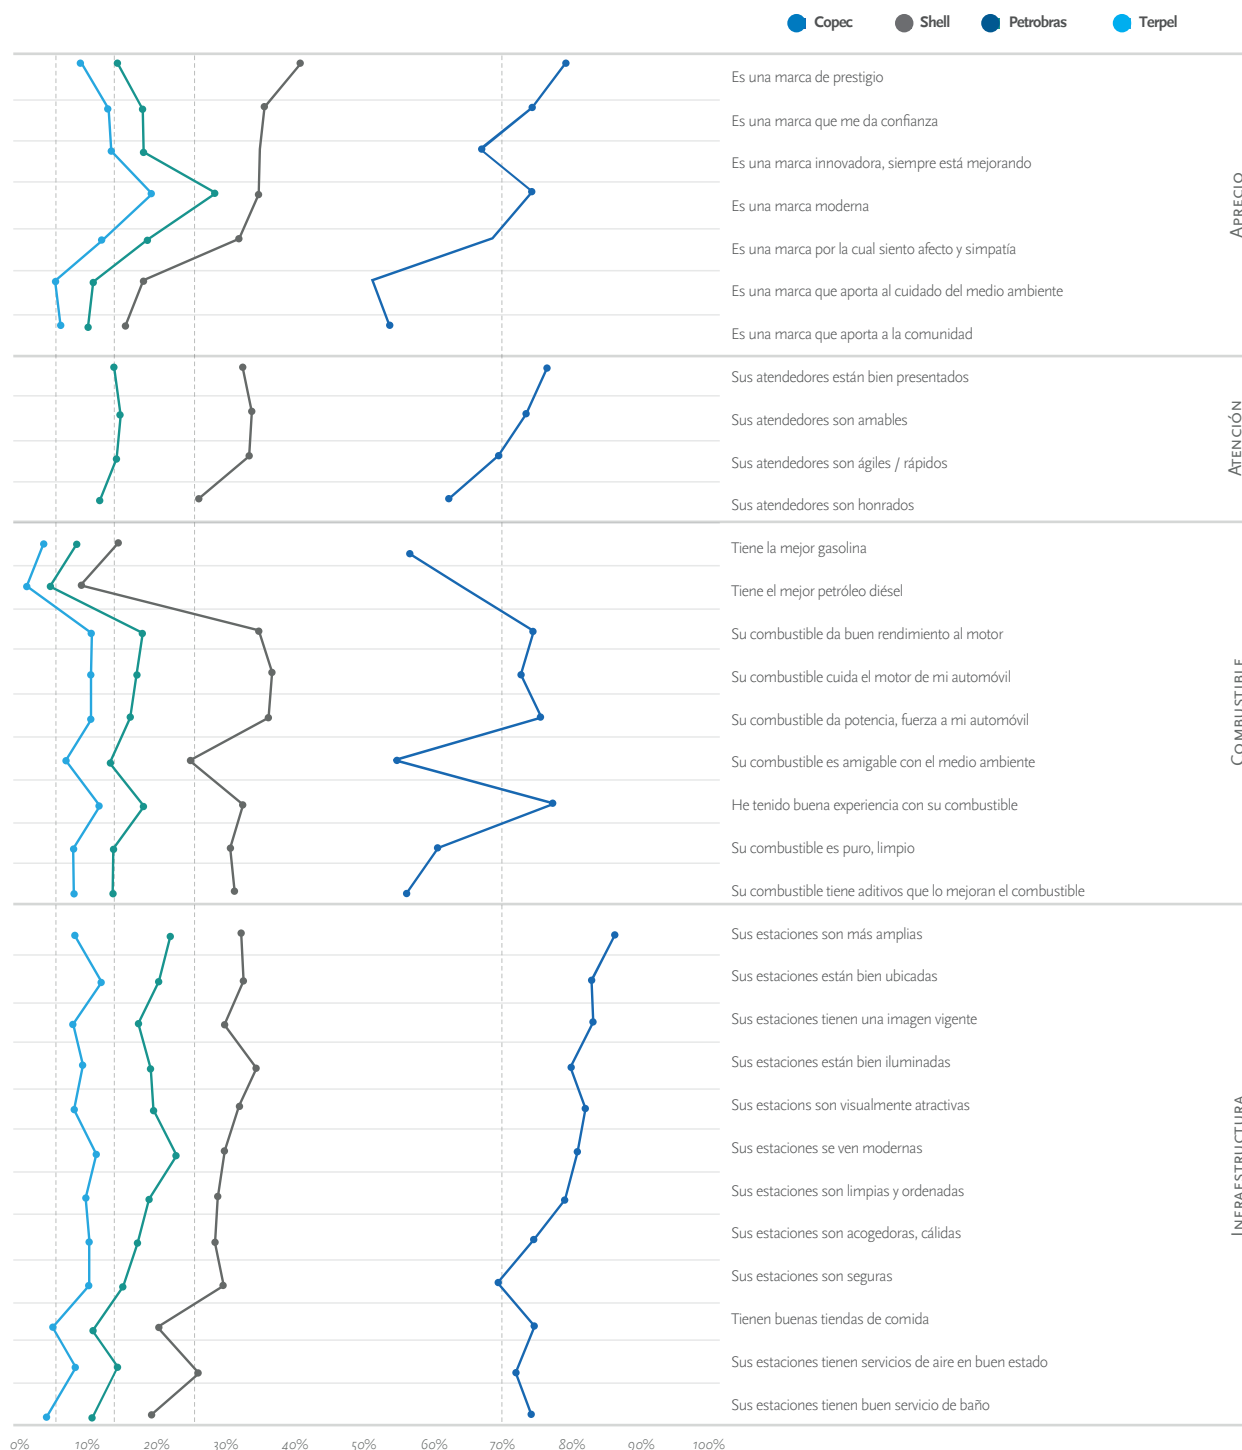 Copec Shell Petrobras Terpel
Es una marca de prestigio
Es una marca que me da confianza
Es una marca innovadora, siempre está mejorando
Es una marca moderna
Es una marca por la cual siento afecto y simpatía
Es una marca que aporta al cuidado del medio ambiente
Es una marca que aporta a la comunidad
Aprecio
Sus atendedores están bien presentados
Sus atendedores son amables
Sus atendedores son ágiles / rápidos
Sus atendedores son honrados
Atención
Tiene la mejor gasolina
Tiene el mejor petróleo diésel
Su combustible da buen rendimiento al motor
Su combustible cuida el motor de mi automóvil
Su combustible da potencia, fuerza a mi automóvil
Su combustible es amigable con el medio ambiente
He tenido buena experiencia con su combustible
Su combustible es puro, limpio
Su combustible tiene aditivos que lo mejoran el combustible
Combustible
Sus estaciones son más amplias
Sus estaciones están bien ubicadas
Sus estaciones tienen una imagen vigente
Sus estaciones están bien iluminadas
Sus estacions son visualmente atractivas
Sus estaciones se ven modernas
Sus estaciones son limpias y ordenadas
Sus estaciones son acogedoras, cálidas
Sus estaciones son seguras
Tienen buenas tiendas de comida
Sus estaciones tienen servicios de aire en buen estado
Sus estaciones tienen buen servicio de baño
Infraestructura
0% 10% 20% 30% 40% 50% 60% 70% 80% 90% 100%